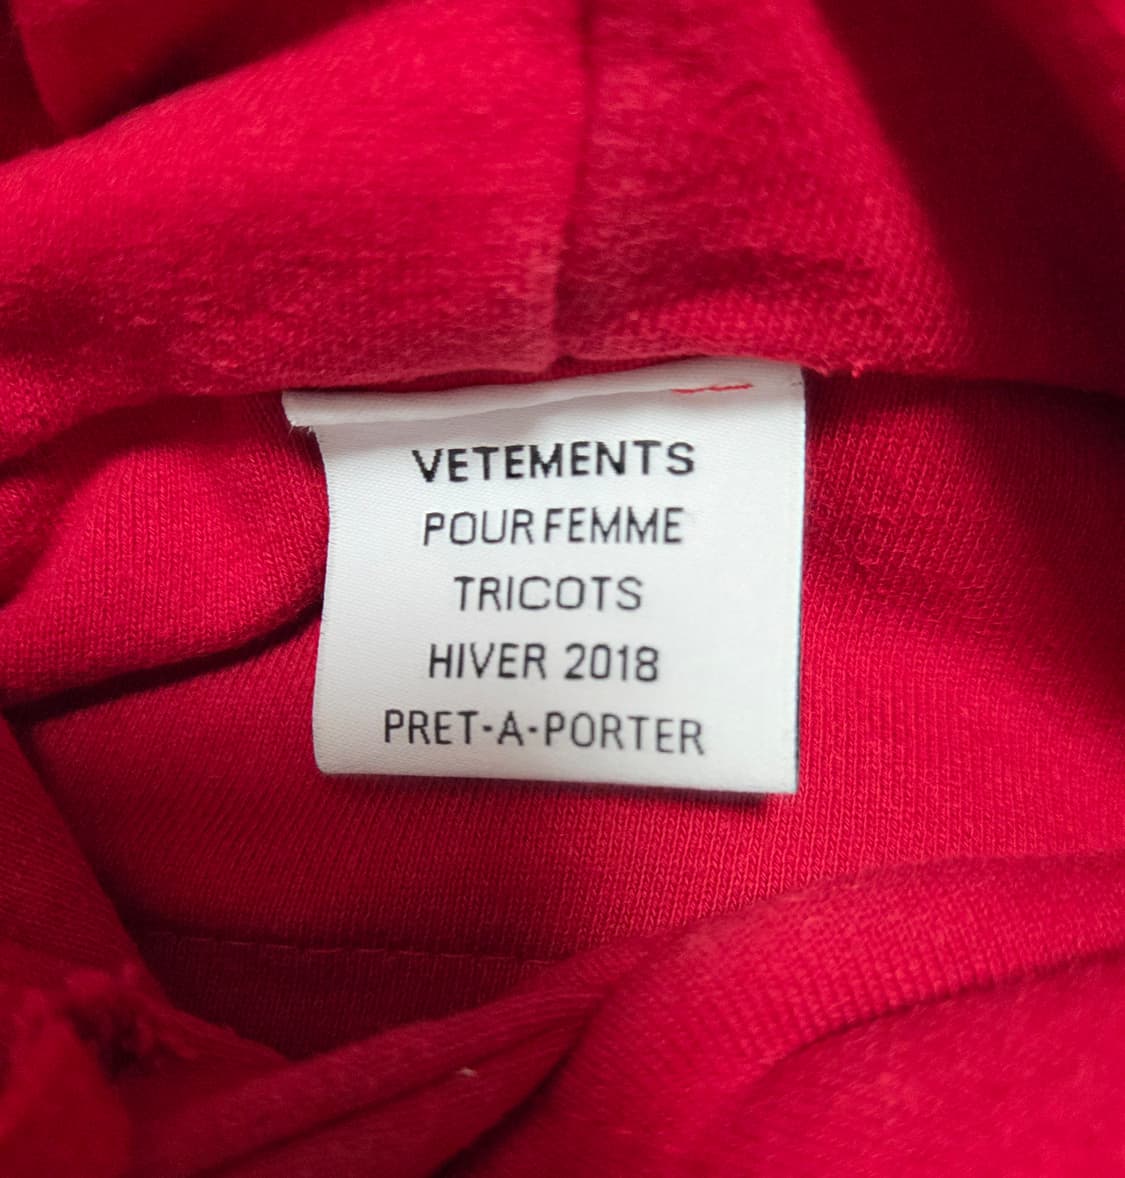 VETEMENTS
POUR FEMME
TRICOTS
HIVER 2018
PRET-A-PORTER